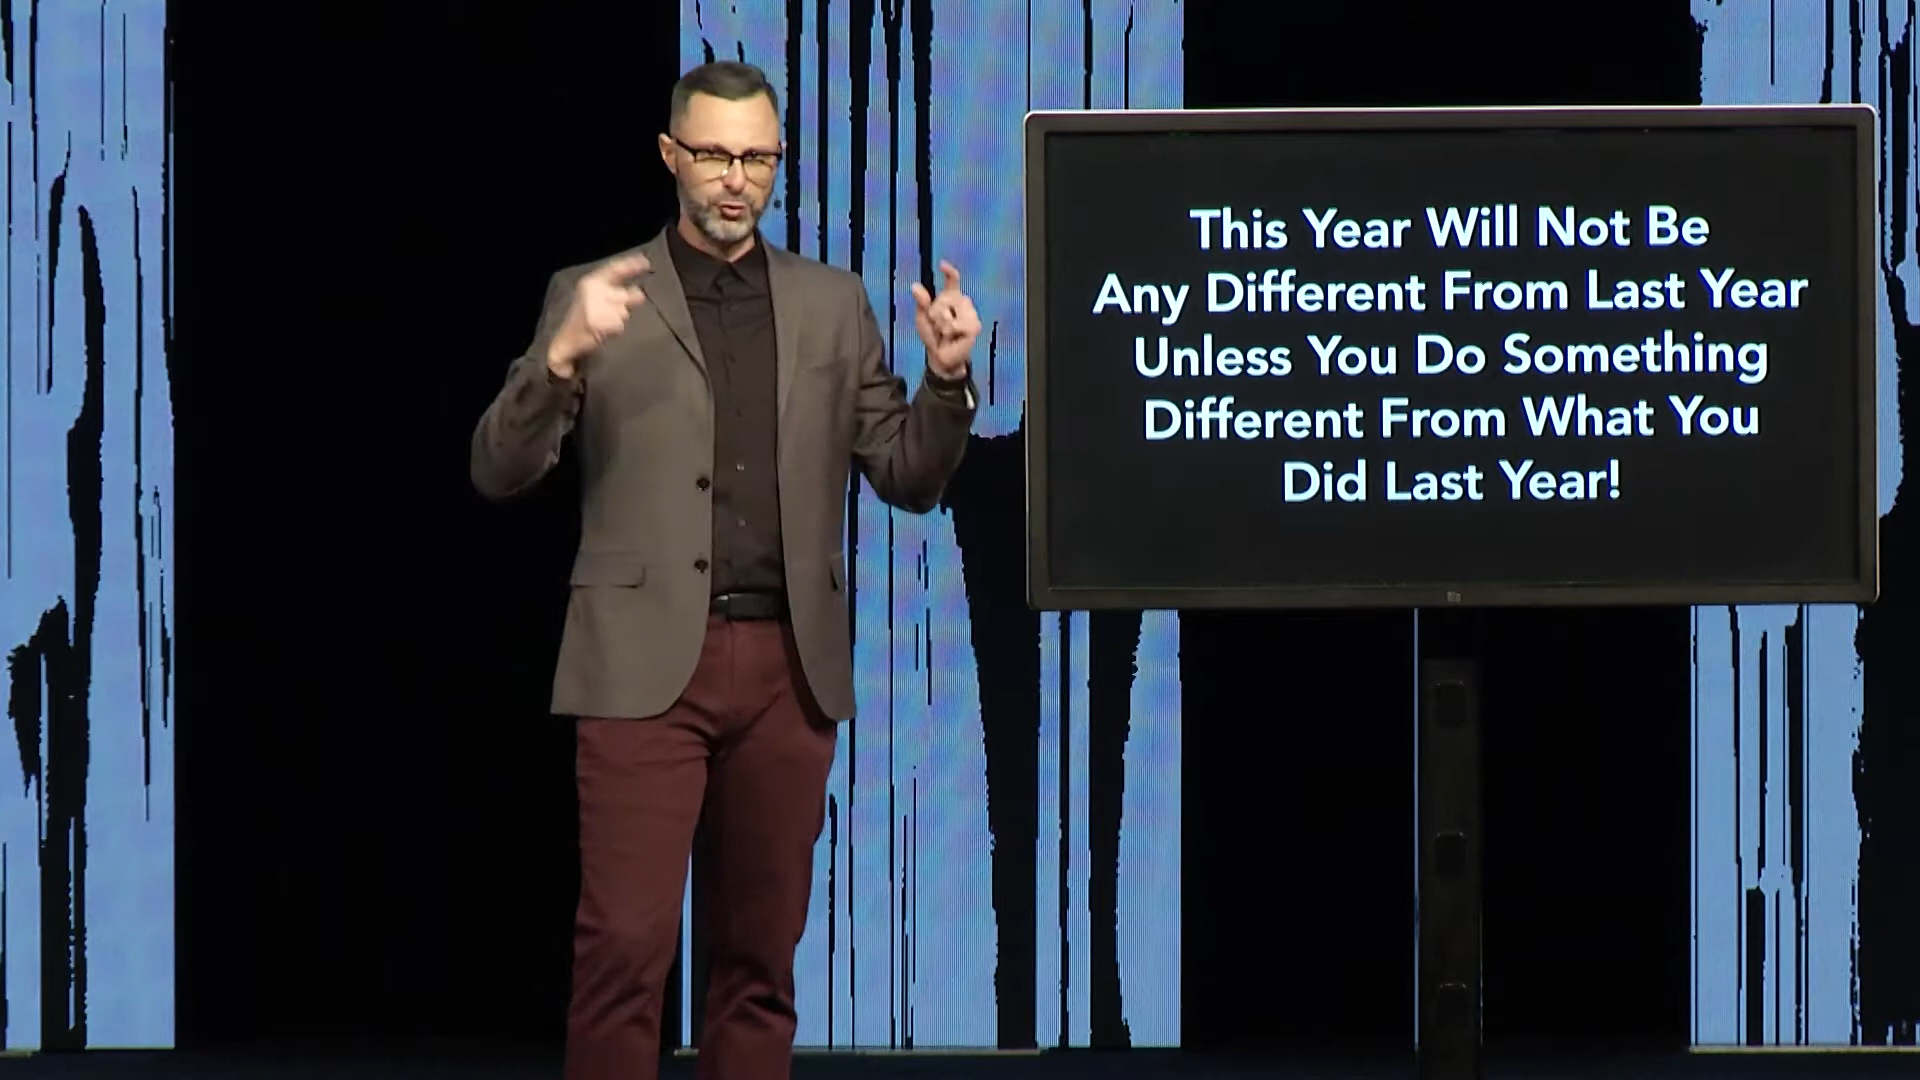 This Year Will Not Be
Any Different From Last Year
Unless You Do Something
Different From What You
Did Last Year!